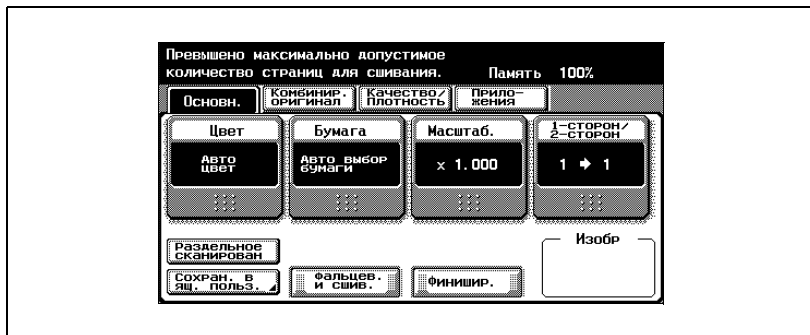 Превышено максимально допустимое
количество страниц для сшивания. Память 100%
Основн. Комбинир. оригинал Качество/ Плотность Прило- жения
Цвет Бумага Масштаб. 1-сторон/ 2-сторон
Авто цвет Авто выбор бумаги x 1.000 1 → 1
Раздельное сканирован
Изобр
Сохран. в ящ. польз. Фальцев. и сшив. Финишир.